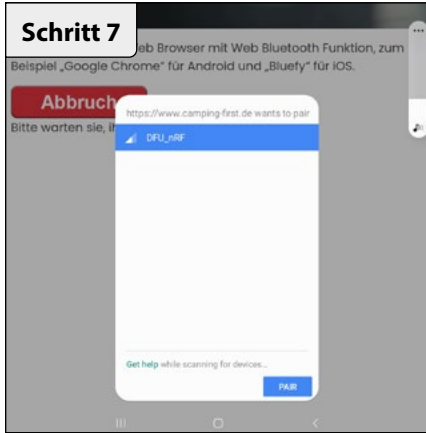 Schritt 7
eb Browser mit Web Bluetooth Funktion, zum
Beispiel „Google Chrome“ für Android und „Bluefy“ für iOS.
Abbruch
Bitte warten sie, ih
https://www.camping-first.de wants to pair
DFU_nRF
Get help while scanning for devices...
PAIR